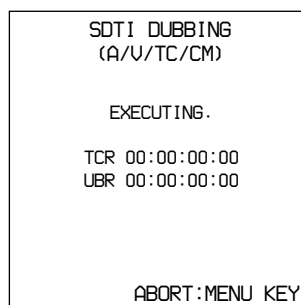 SDTI DUBBING
(A/V/TC/CM)
EXECUTING.
TCR 00:00:00:00
UBR 00:00:00:00
ABORT:MENU KEY